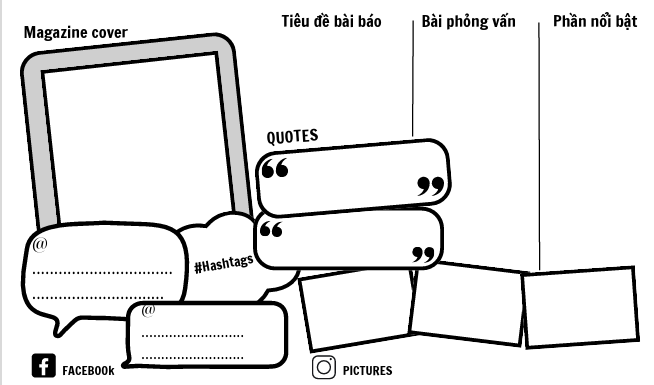 Magazine cover
Tiêu đề bài báo
Bài phỏng vấn
Phần nổi bật
QUOTES
“
”
“
”
@
#Hashtags
@
FACEBOOK
PICTURES